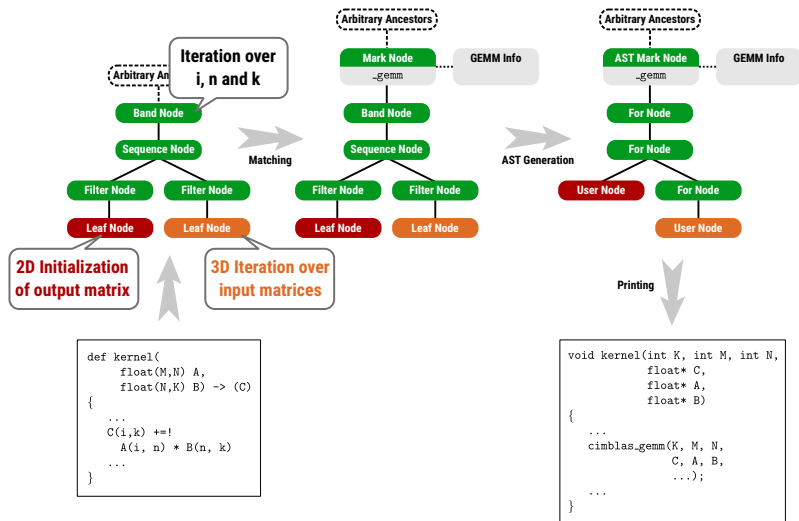 Arbitrary An
Iteration over
i, n and k
Band Node
Sequence Node
Filter Node
Filter Node
Leaf Node
Leaf Node
2D Initialization
of output matrix
3D Iteration over
input matrices
def kernel(
float(M,N) A,
float(N,K) B) -> (C)
{
...
C(i,k) +=!
A(i, n) * B(n, k)
...
}
Matching
Arbitrary Ancestors
Mark Node
_gemm
GEMM Info
Band Node
Sequence Node
Filter Node
Filter Node
Leaf Node
Leaf Node
AST Generation
Arbitrary Ancestors
AST Mark Node
_gemm
GEMM Info
For Node
For Node
User Node
For Node
User Node
Printing
void kernel(int K, int M, int N,
float* C,
float* A,
float* B)
{
...
cimblas_gemm(K, M, N,
C, A, B,
...);
...
}